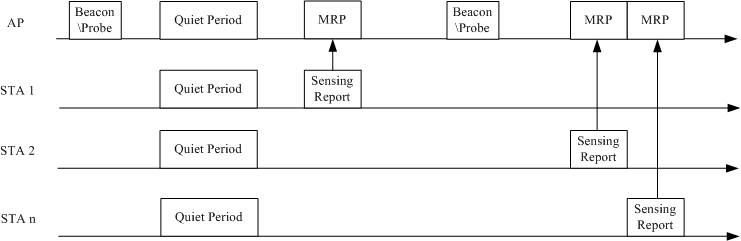 AP
Beacon
\Probe
Quiet Period
MRP
Beacon
\Probe
MRP
MRP
STA 1
Quiet Period
Sensing
Report
STA 2
Quiet Period
Sensing
Report
STA n
Quiet Period
Sensing
Report